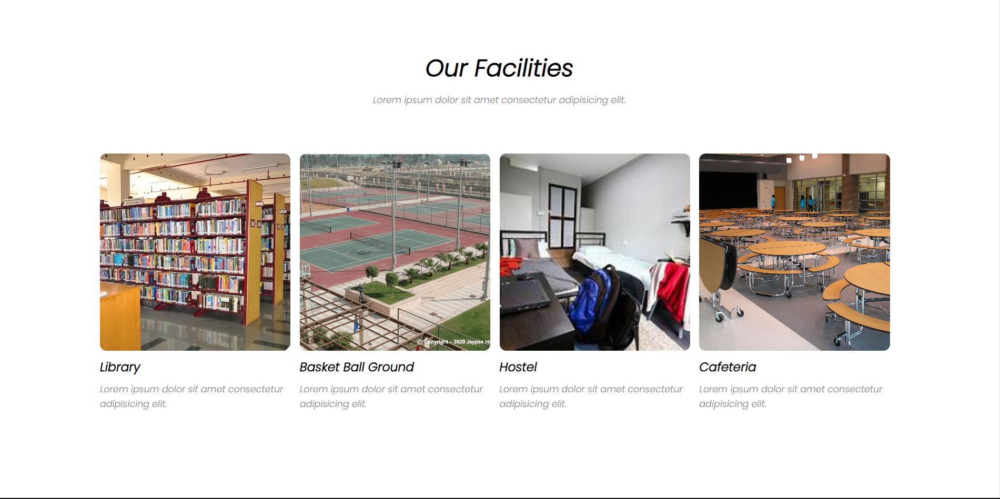 Our Facilities
Lorem ipsum dolor sit amet consectetur adipisicing elit.
© Copyright – 2020 Jaypee
Library
Basket Ball Ground
Hostel
Cafeteria
Lorem ipsum dolor sit amet consectetur
adipisicing elit.
Lorem ipsum dolor sit amet consectetur
adipisicing elit.
Lorem ipsum dolor sit amet consectetur
adipisicing elit.
Lorem ipsum dolor sit amet consectetur
adipisicing elit.